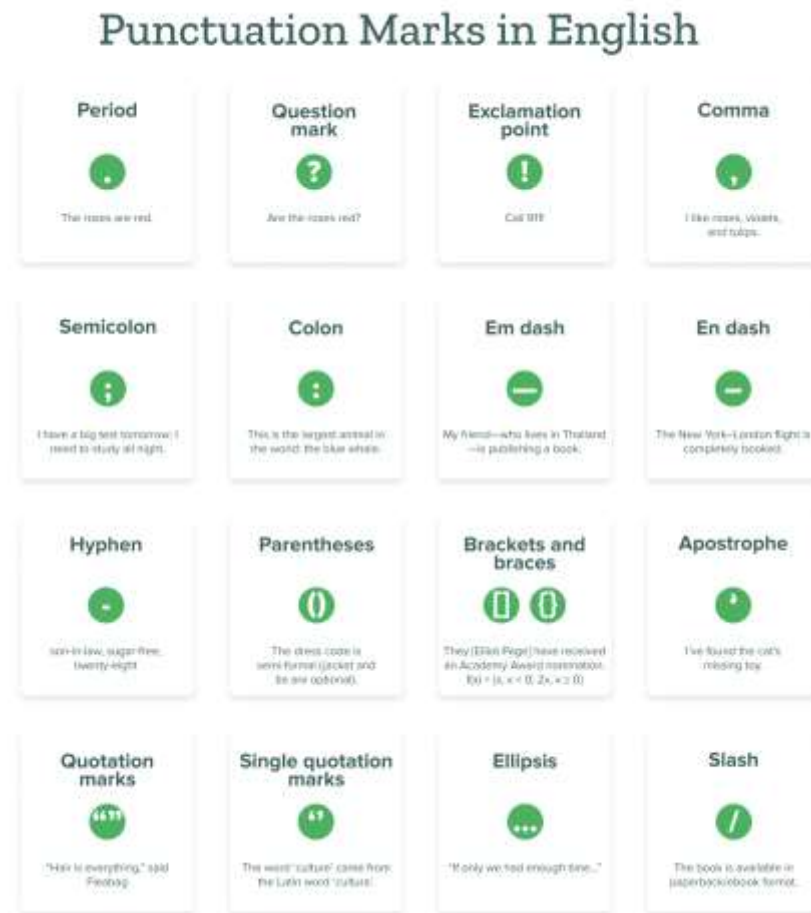 Punctuation Marks in English
Period
.
The roses are red.
Question
mark
?
Are the roses red?
Exclamation
point
!
Call 911!
Comma
,
I like roses, violets,
and tulips.
Semicolon
;
I have a big test tomorrow; I
need to study all night.
Colon
:
This is the largest animal in
the world: the blue whale.
Em dash
—
My friend—who lives in Thailand
—is publishing a book.
En dash
–
The New York–London flight is
completely booked.
Hyphen
-
son-in-law, sugar-free,
twenty-eight
Parentheses
()
The dress code is
semi-formal (jacket and
tie are optional).
Brackets and
braces
[] {}
They [Elliot Page] have received
an Academy Award nomination.
Apostrophe
’
I’ve found the cat’s
missing toy.
Quotation
marks
“”
“Hair is everything,” said
Fleabag.
Single quotation
marks
‘’
The word ‘culture’ came from
the Latin word
Ellipsis
...
“If only we had enough time...”
Slash
/
The book is available in
paperback/ebook format.